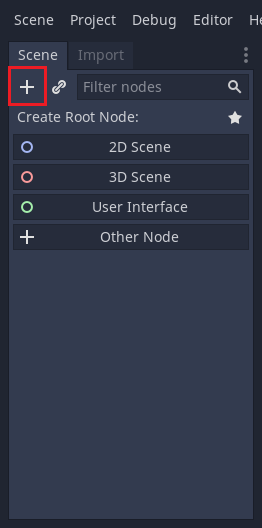 Scene Project Debug Editor
Scene Import
Filter nodes
Create Root Node:
2D Scene
3D Scene
User Interface
Other Node